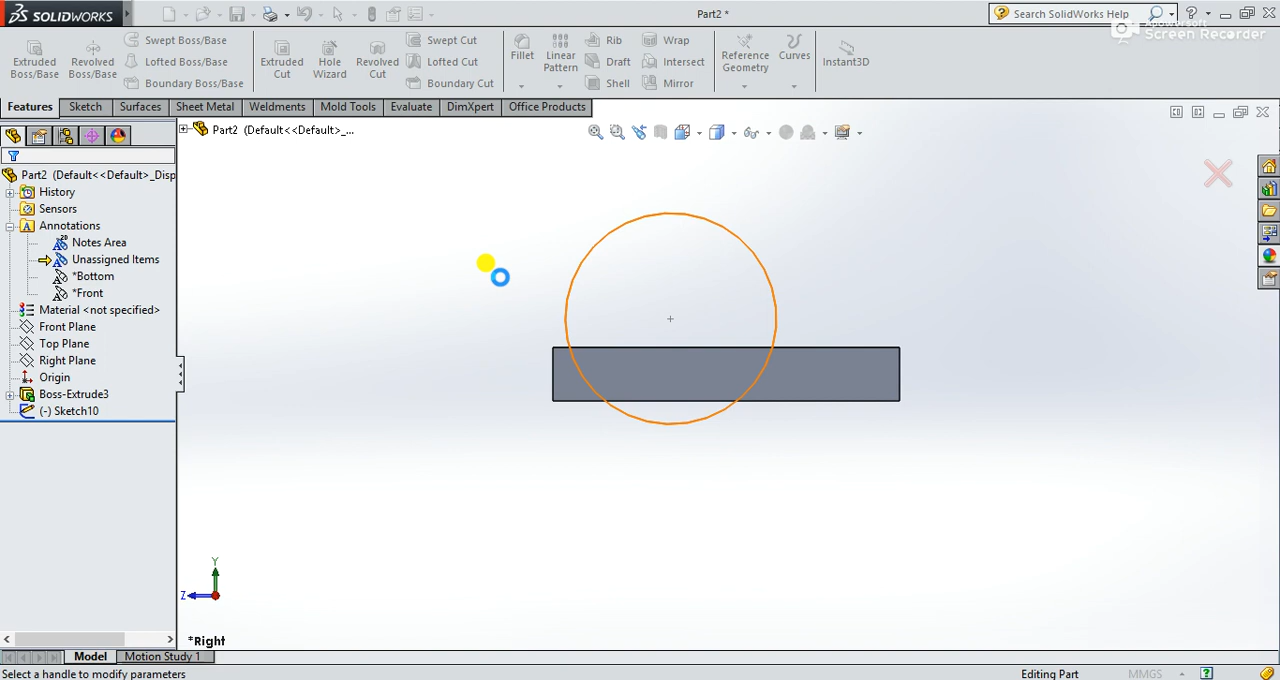 SOLIDWORKS
Part2 *
Search SolidWorks Help
Apowersoft
Screen Recorder
Extruded Boss/Base
Revolved Boss/Base
Swept Boss/Base
Lofted Boss/Base
Boundary Boss/Base
Extruded Cut
Hole Wizard
Revolved Cut
Swept Cut
Lofted Cut
Boundary Cut
Fillet
Linear Pattern
Rib
Draft
Shell
Wrap
Intersect
Mirror
Reference Geometry
Curves
Instant3D
Features
Sketch
Surfaces
Sheet Metal
Weldments
Mold Tools
Evaluate
DimXpert
Office Products
Part2 (Default<<Default>_...
Part2 (Default<<Default>_Disp
History
Sensors
Annotations
Notes Area
Unassigned Items
*Bottom
*Front
Material <not specified>
Front Plane
Top Plane
Right Plane
Origin
Boss-Extrude3
(-) Sketch10
Y
Z
*Right
Model
Motion Study 1
Select a handle to modify parameters
Editing Part
MMGS